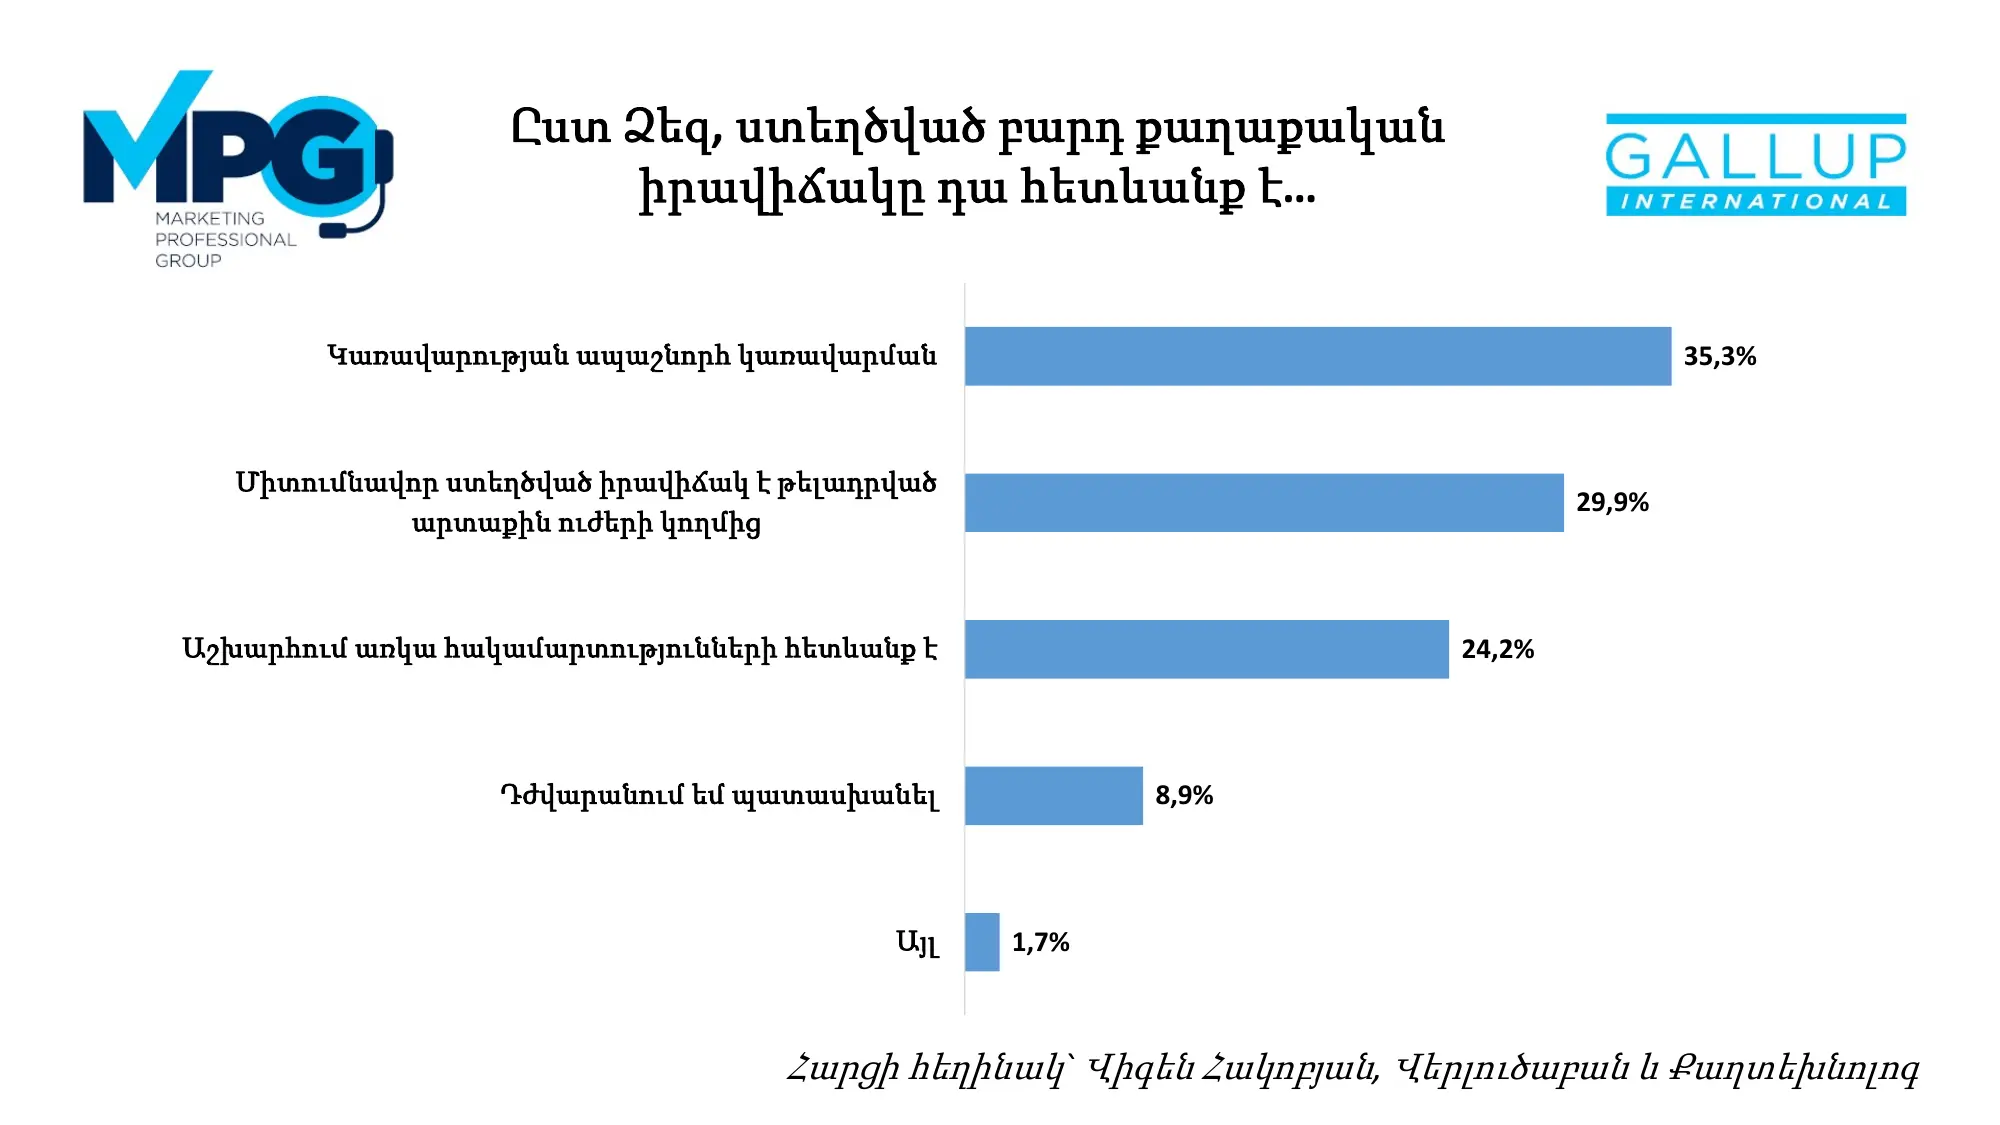 MPG
MARKETING
PROFESSIONAL
GROUP
Ըստ Ձեզ, ստեղծված բարդ քաղաքական
իրավիճակը դա հետևանք է...
GALLUP
INTERNATIONAL
Կառավարության ապաշնորհ կառավարման
35,3%
Միտումնավոր ստեղծված իրավիճակ է թելադրված
արտաքին ուժերի կողմից
29,9%
Աշխարհում առկա հակամարտությունների հետևանք է
24,2%
Դժվարանում եմ պատասխանել
8,9%
Այլ
1,7%
Հարցի հեղինակ՝ Վիգեն Հակոբյան, Վերլուծաբան և Քաղտեխնոլոգ